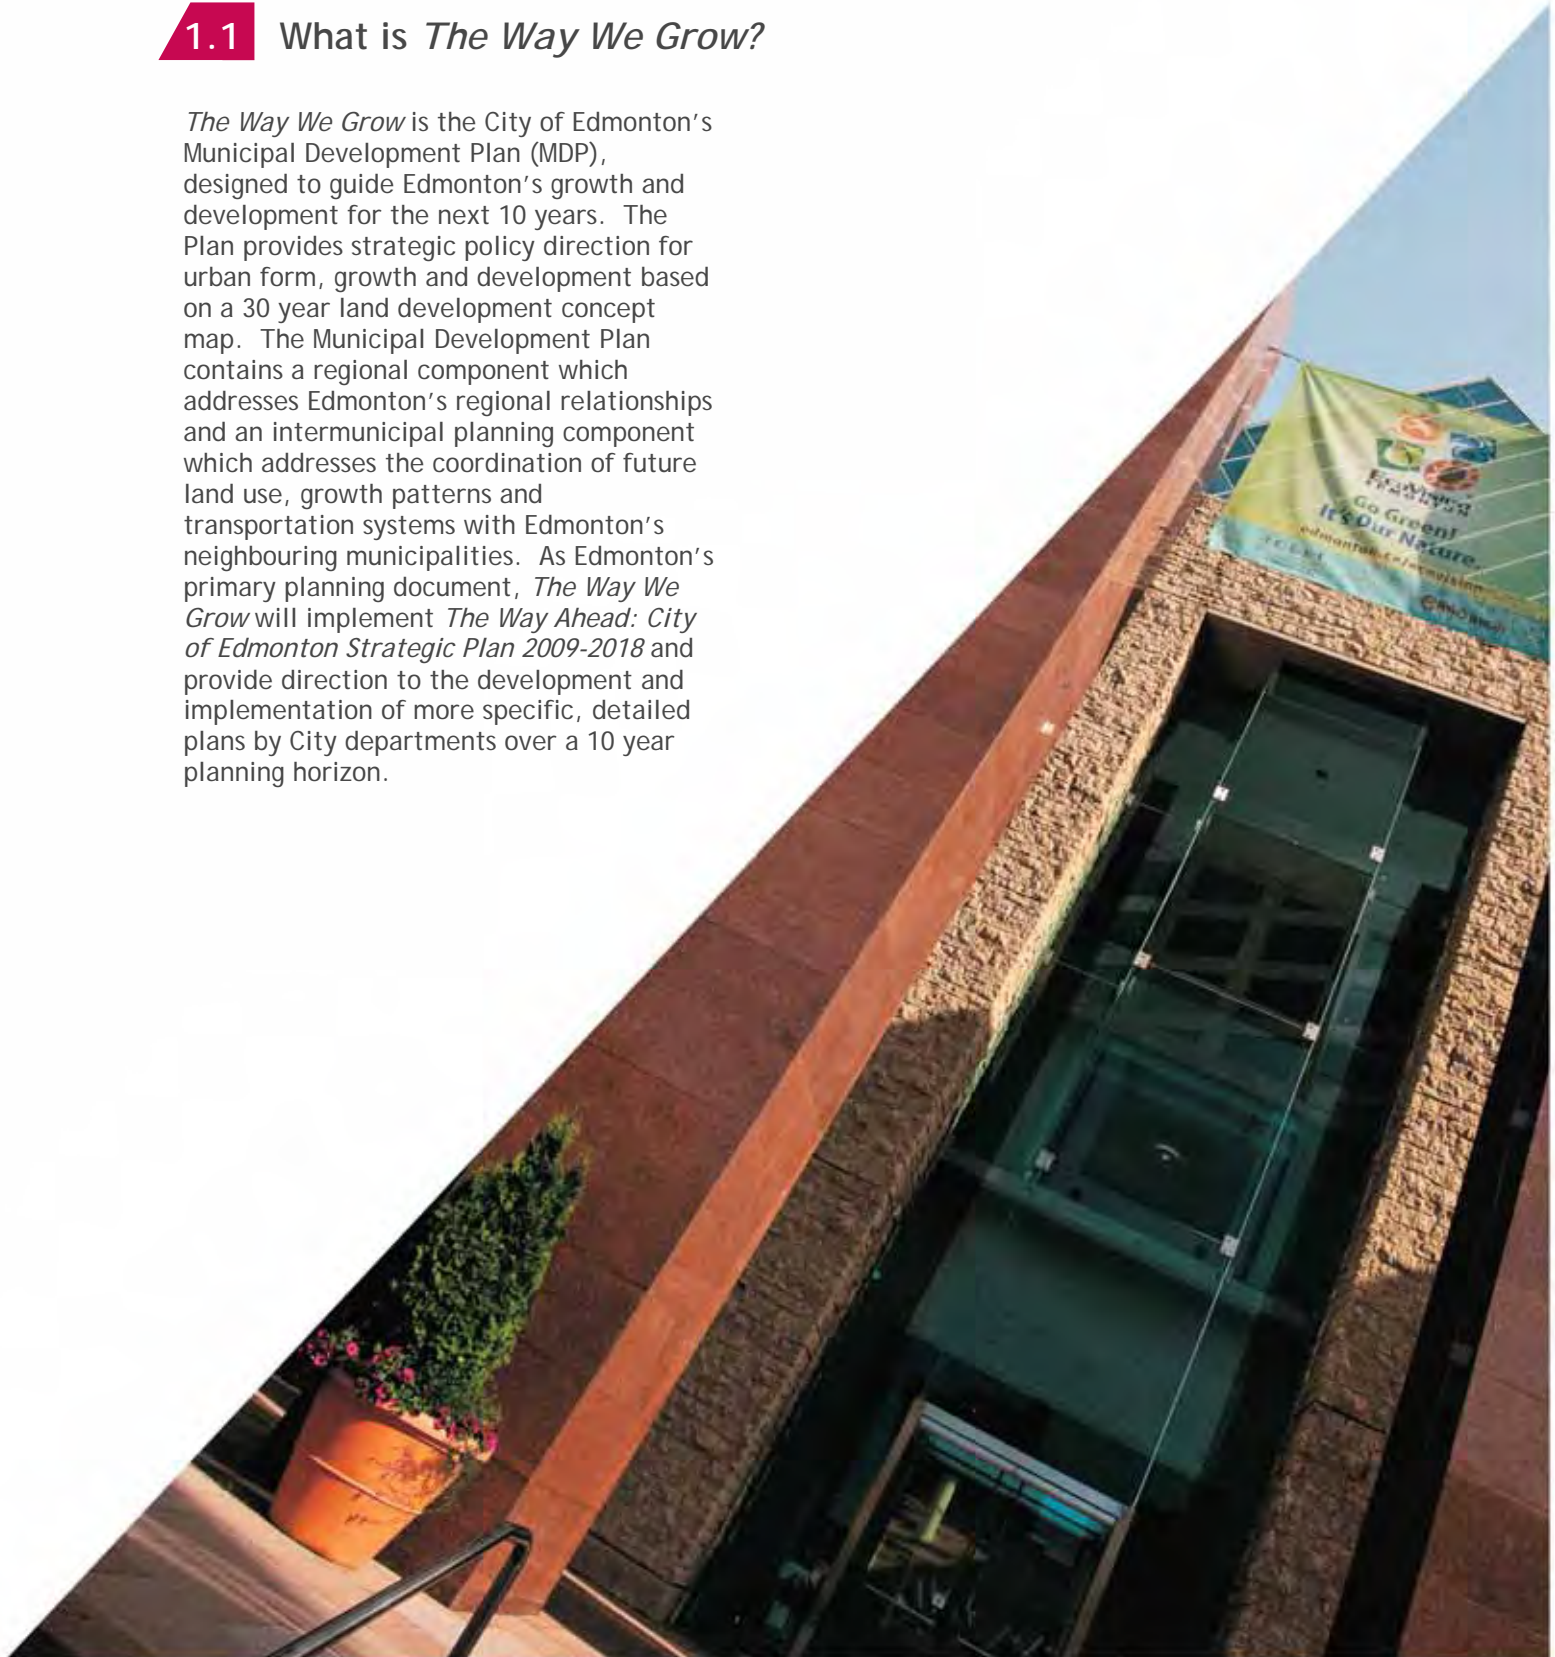 1.1 What is The Way We Grow?
The Way We Grow is the City of Edmonton's
Municipal Development Plan (MDP),
designed to guide Edmonton's growth and
development for the next 10 years.  The
Plan provides strategic policy direction for
urban form, growth and development based
on a 30 year land development concept
map.  The Municipal Development Plan
contains a regional component which
addresses Edmonton's regional relationships
and an intermunicipal planning component
which addresses the coordination of future
land use, growth patterns and
transportation systems with Edmonton's
neighbouring municipalities.  As Edmonton's
primary planning document, The Way We
Grow will implement The Way Ahead: City
of Edmonton Strategic Plan 2009-2018 and
provide direction to the development and
implementation of more specific, detailed
plans by City departments over a 10 year
planning horizon.
EcoVision
EDMONTON
Go Green!
It's Our Nature.
edmonton.ca/ecovision